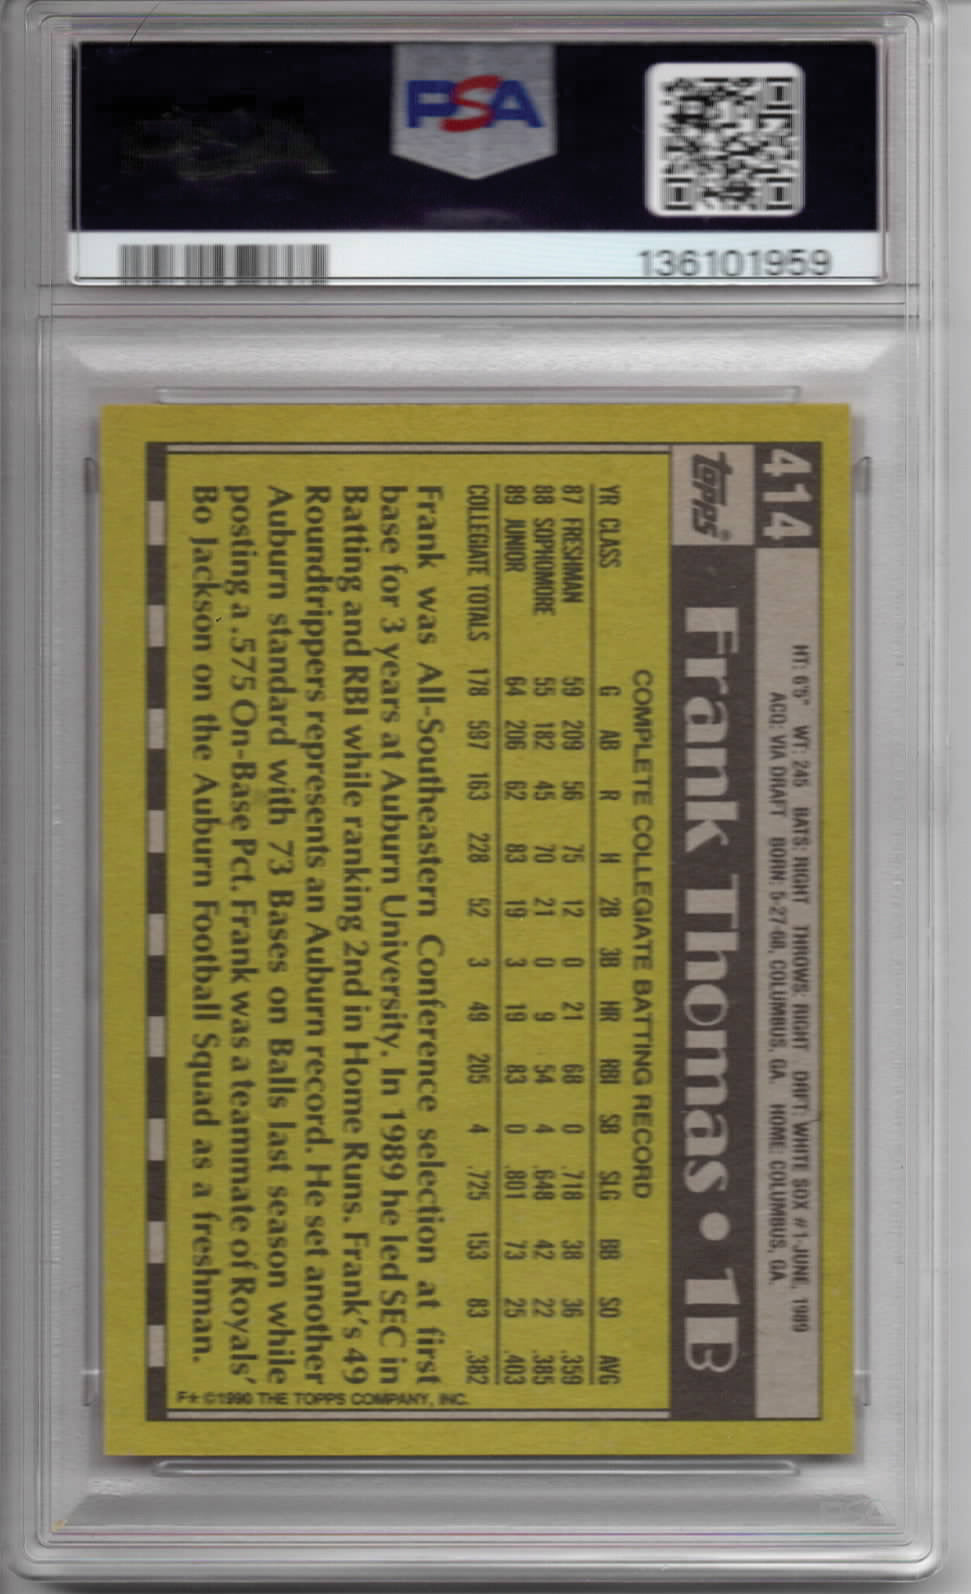 PSA
136101959
414
HT: 6'5" WT: 245 BATS: RIGHT THROWS: RIGHT DRFT: WHITE SOX #1-JUNE, 1989
ACQ: VIA DRAFT BORN: 5-27-68, COLUMBUS, GA. HOME: COLUMBUS, GA.
topps®
Frank Thomas • 1B
COMPLETE COLLEGIATE BATTING RECORD
YR CLASS G AB R H 2B 3B HR RBI SB SLG BB SO AVG
87 FRESHMAN 59 209 56 75 12 0 21 68 0 .718 38 36 .359
88 SOPHOMORE 55 182 45 70 21 0 9 54 4 .648 42 22 .385
89 JUNIOR 64 206 62 83 19 3 19 83 0 .801 73 25 .403
COLLEGIATE TOTALS 178 597 163 228 52 3 49 205 4 .725 153 83 .382
Frank was All-Southeastern Conference selection at first
base for 3 years at Auburn University. In 1989 he led SEC in
Batting and RBI while ranking 2nd in Home Runs. Frank's 49
Roundtrippers represents an Auburn record. He set another
Auburn standard with 73 Bases on Balls last season while
posting a .575 On-Base Pct. Frank was a teammate of Royals'
Bo Jackson on the Auburn Football Squad as a freshman.
F★ ©1990 THE TOPPS COMPANY, INC.